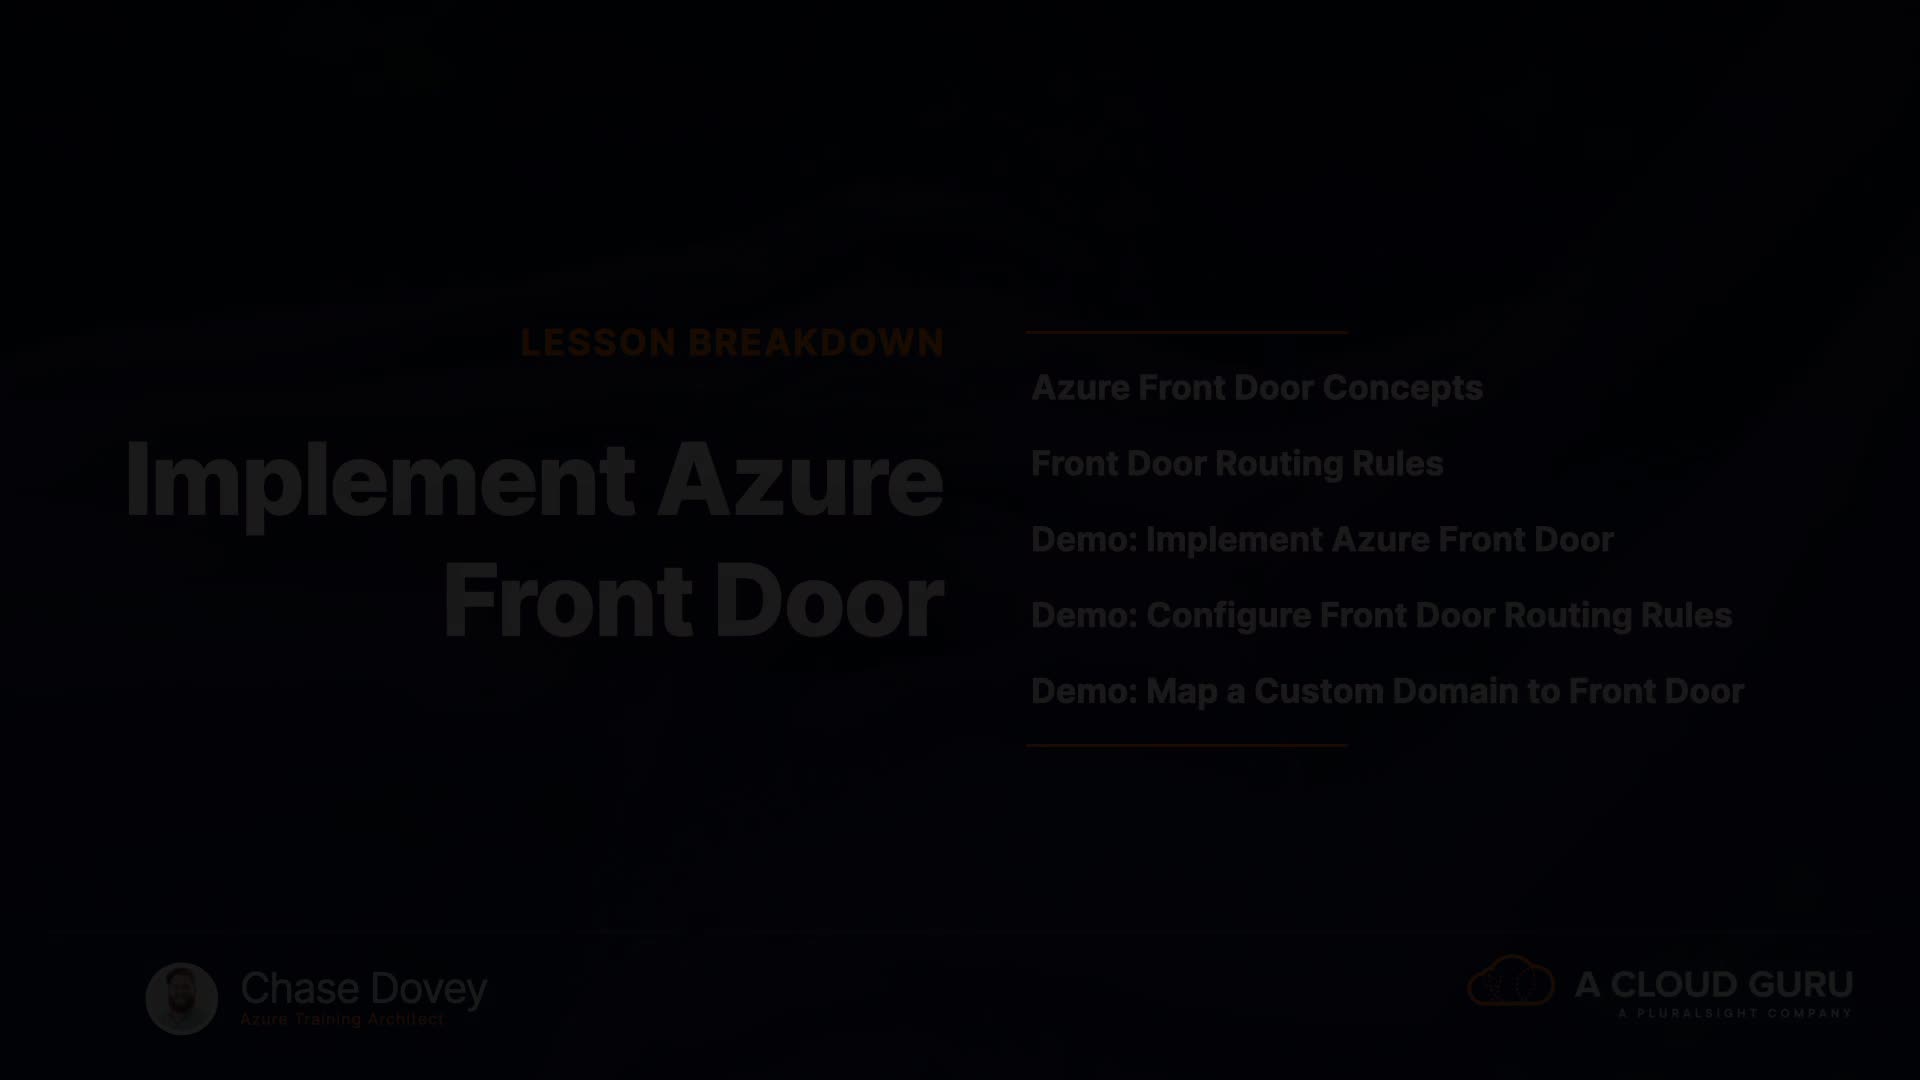 LESSON BREAKDOWN
Implement Azure
Front Door
Azure Front Door Concepts
Front Door Routing Rules
Demo: Implement Azure Front Door
Demo: Configure Front Door Routing Rules
Demo: Map a Custom Domain to Front Door
Chase Dovey
Azure Training Architect
A CLOUD GURU
A PLURALSIGHT COMPANY